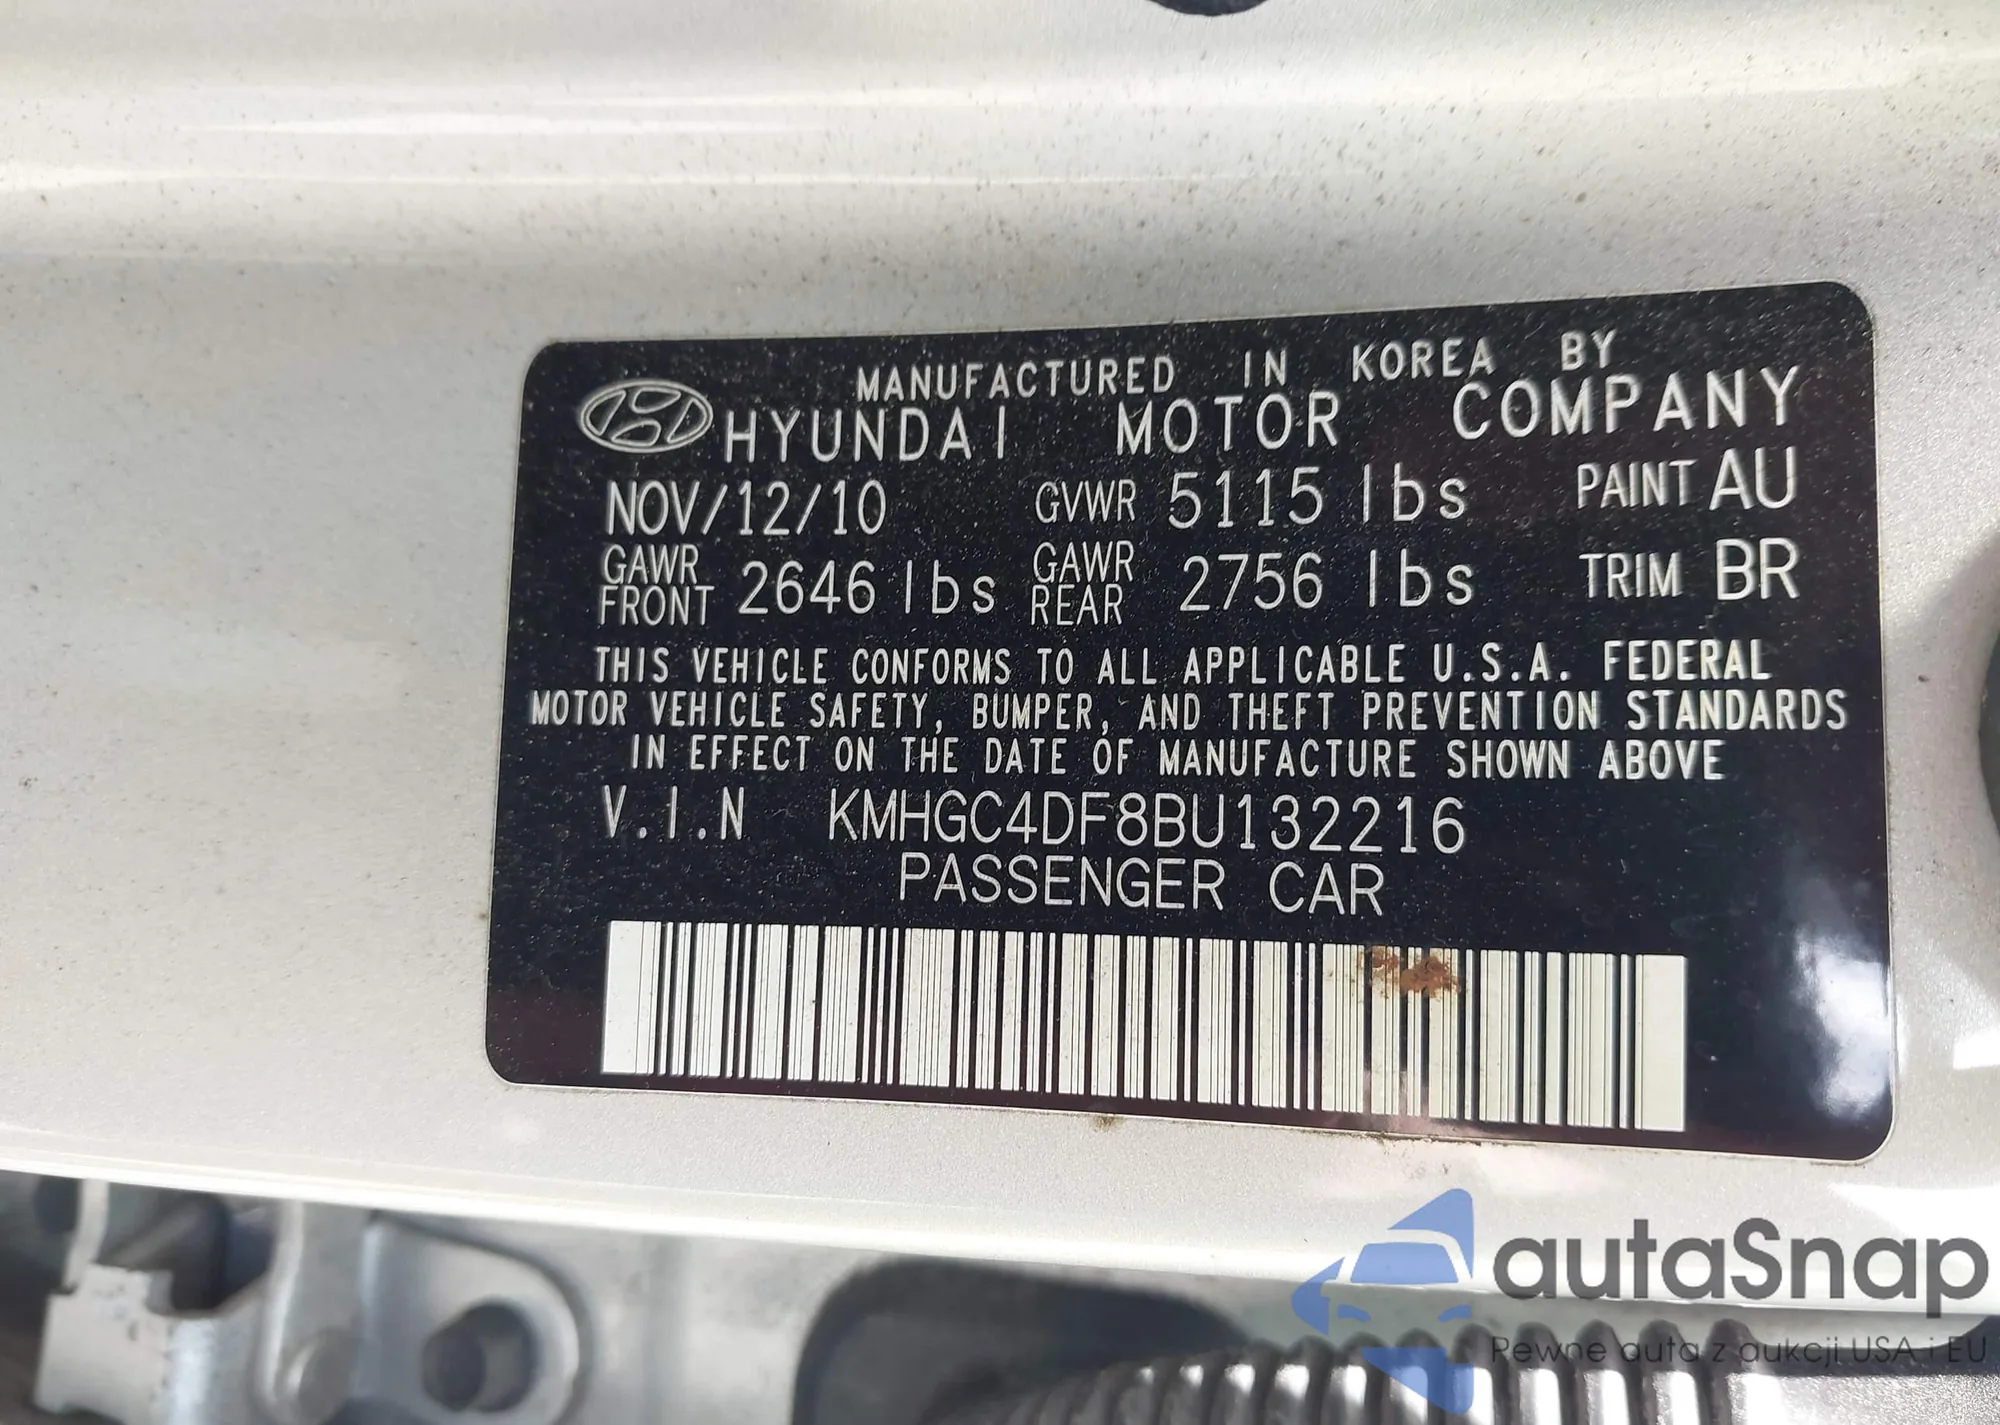 MANUFACTURED IN KOREA BY
HYUNDAI MOTOR COMPANY
NOV/12/10 GVWR 5115 lbs PAINT AU
GAWR FRONT 2646 lbs GAWR REAR 2756 lbs TRIM BR
THIS VEHICLE CONFORMS TO ALL APPLICABLE U.S.A. FEDERAL
MOTOR VEHICLE SAFETY, BUMPER, AND THEFT PREVENTION STANDARDS
IN EFFECT ON THE DATE OF MANUFACTURE SHOWN ABOVE
V.I.N KMHGC4DF8BU132216
PASSENGER CAR
autaSnap
Pewne auta z aukcji USA i EU